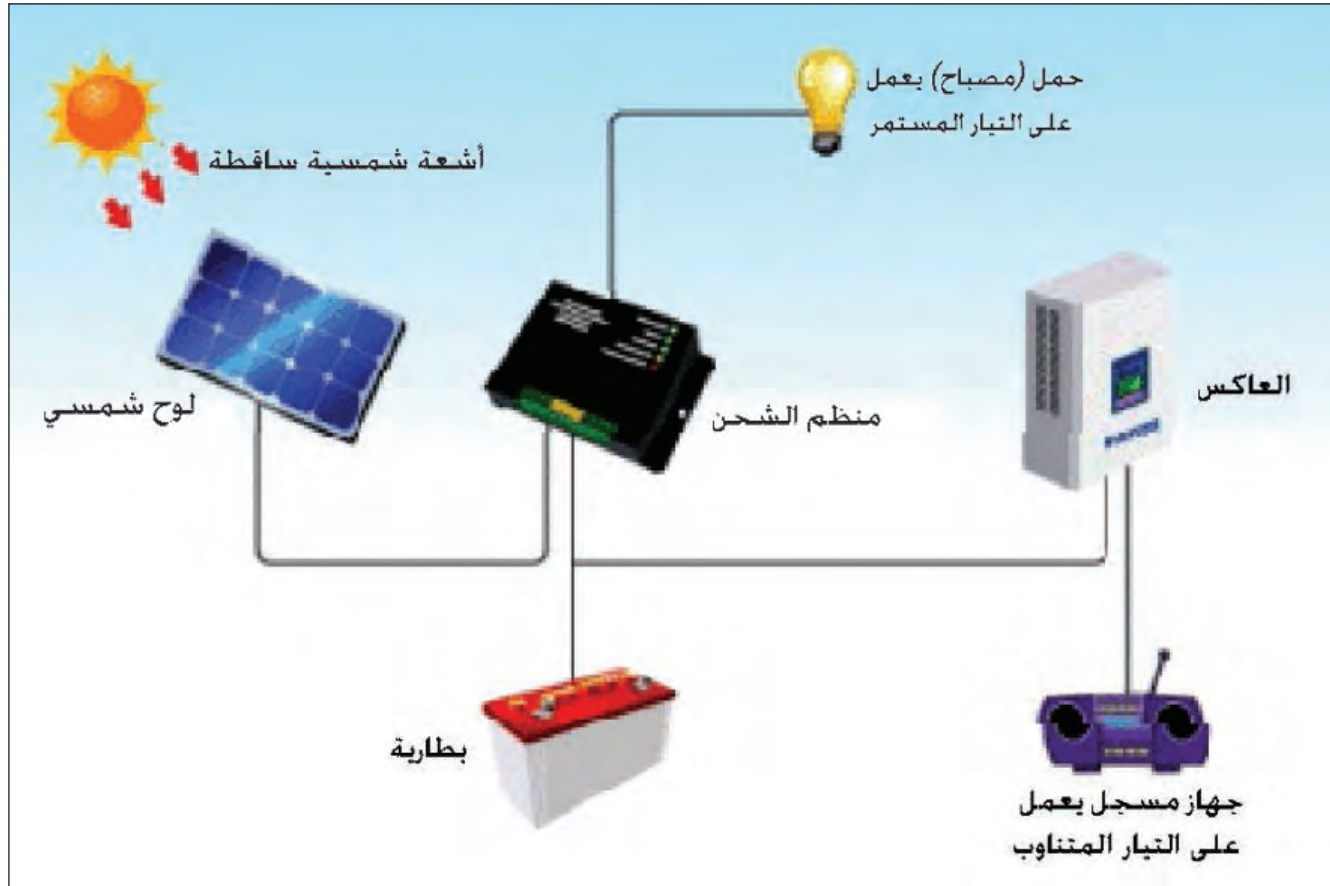 حمل (مصباح) يعمل
على التيار المستمر
أشعة شمسية ساقطة
لوح شمسي
منظم الشحن
العاكس
بطارية
جهاز مسجل يعمل
على التيار المتناوب